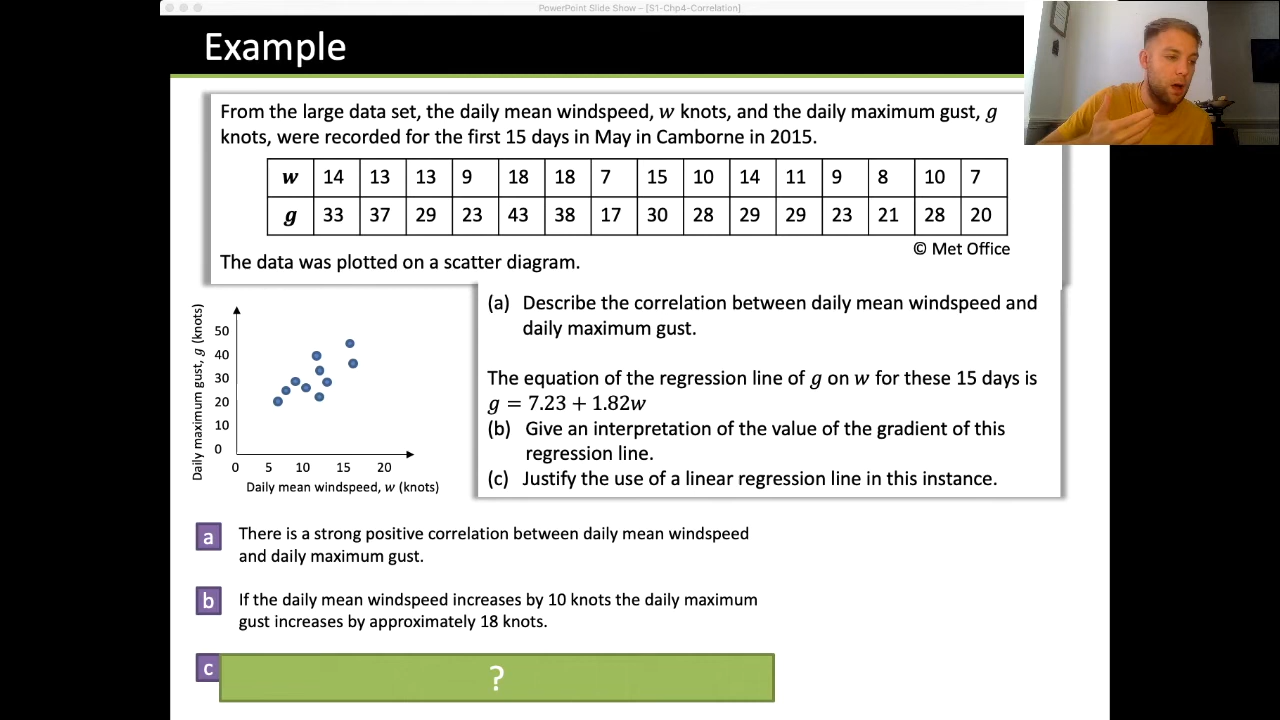 PowerPoint Slide Show – [S1-Chp4-Correlation]
Example
From the large data set, the daily mean windspeed, w knots, and the daily maximum gust, g
knots, were recorded for the first 15 days in May in Camborne in 2015.
w 14 13 13 9 18 18 7 15 10 14 11 9 8 10 7
g 33 37 29 23 43 38 17 30 28 29 29 23 21 28 20
© Met Office
The data was plotted on a scatter diagram.
Daily maximum gust, g (knots)
50
40
30
20
10
0
0 5 10 15 20
Daily mean windspeed, w (knots)
(a) Describe the correlation between daily mean windspeed and
daily maximum gust.
The equation of the regression line of g on w for these 15 days is
g = 7.23 + 1.82w
(b) Give an interpretation of the value of the gradient of this
regression line.
(c) Justify the use of a linear regression line in this instance.
a There is a strong positive correlation between daily mean windspeed
and daily maximum gust.
b If the daily mean windspeed increases by 10 knots the daily maximum
gust increases by approximately 18 knots.
c ?